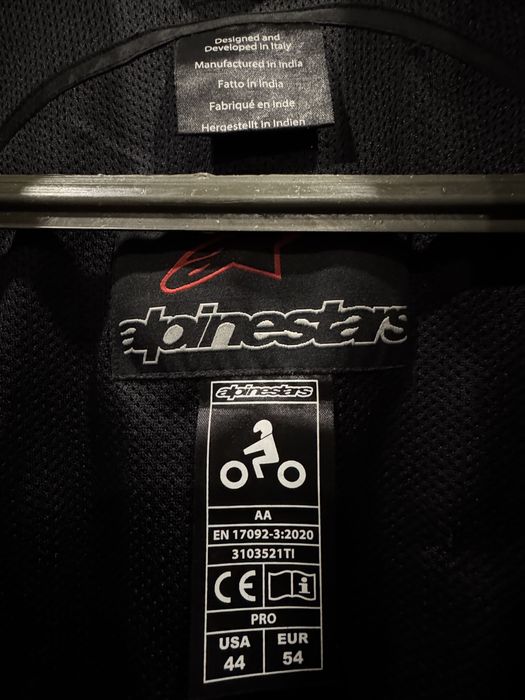 Designed and
Developed in Italy
Manufactured in India
Fatto in India
Fabriqué en Inde
Hergestellt in Indien
alpinestars
alpinestars
AA
EN 17092-3:2020
3103521TI
CE i
PRO
USA EUR
44 54